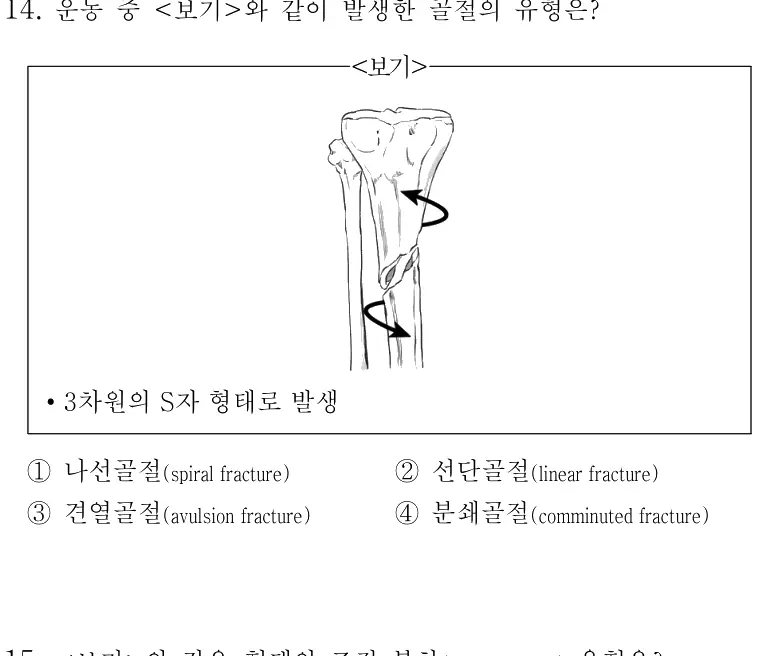 14. 운동 중 <보기>와 같이 발생한 골절의 유형은?
<보기>
• 3차원의 S자 형태로 발생
① 나선골절(spiral fracture)
② 선단골절(linear fracture)
③ 견열골절(avulsion fracture)
④ 분쇄골절(comminuted fracture)
15.